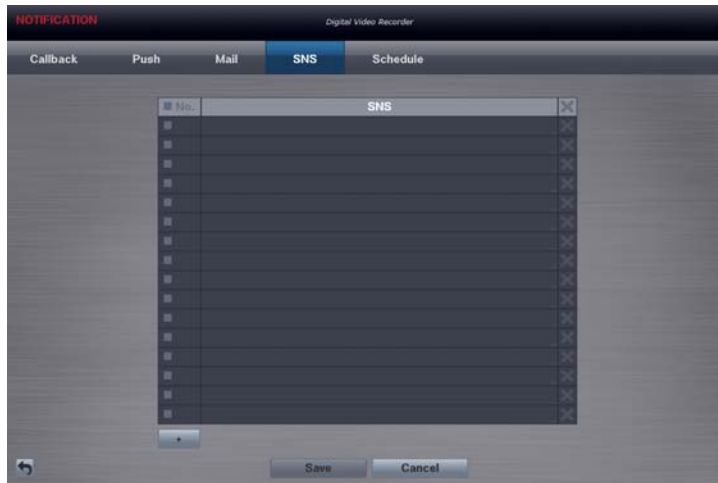 NOTIFICATION
Digital Video Recorder
Callback Push Mail SNS Schedule
No. SNS
+
Save Cancel